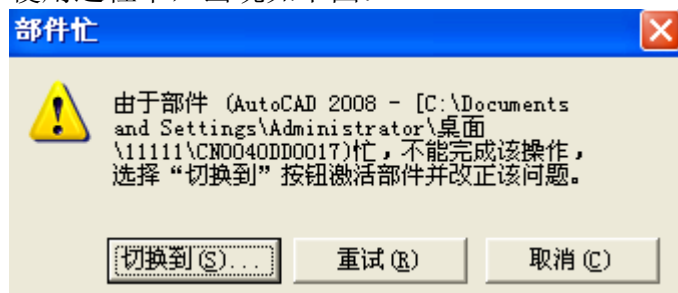 部件忙
由于部件 (AutoCAD 2008 - [C:\Documents
and Settings\Administrator\桌面
\11111\CN0040DD0017)忙，不能完成该操作，
选择“切换到”按钮激活部件并改正该问题。
切换到(S)...
重试(R)
取消(C)